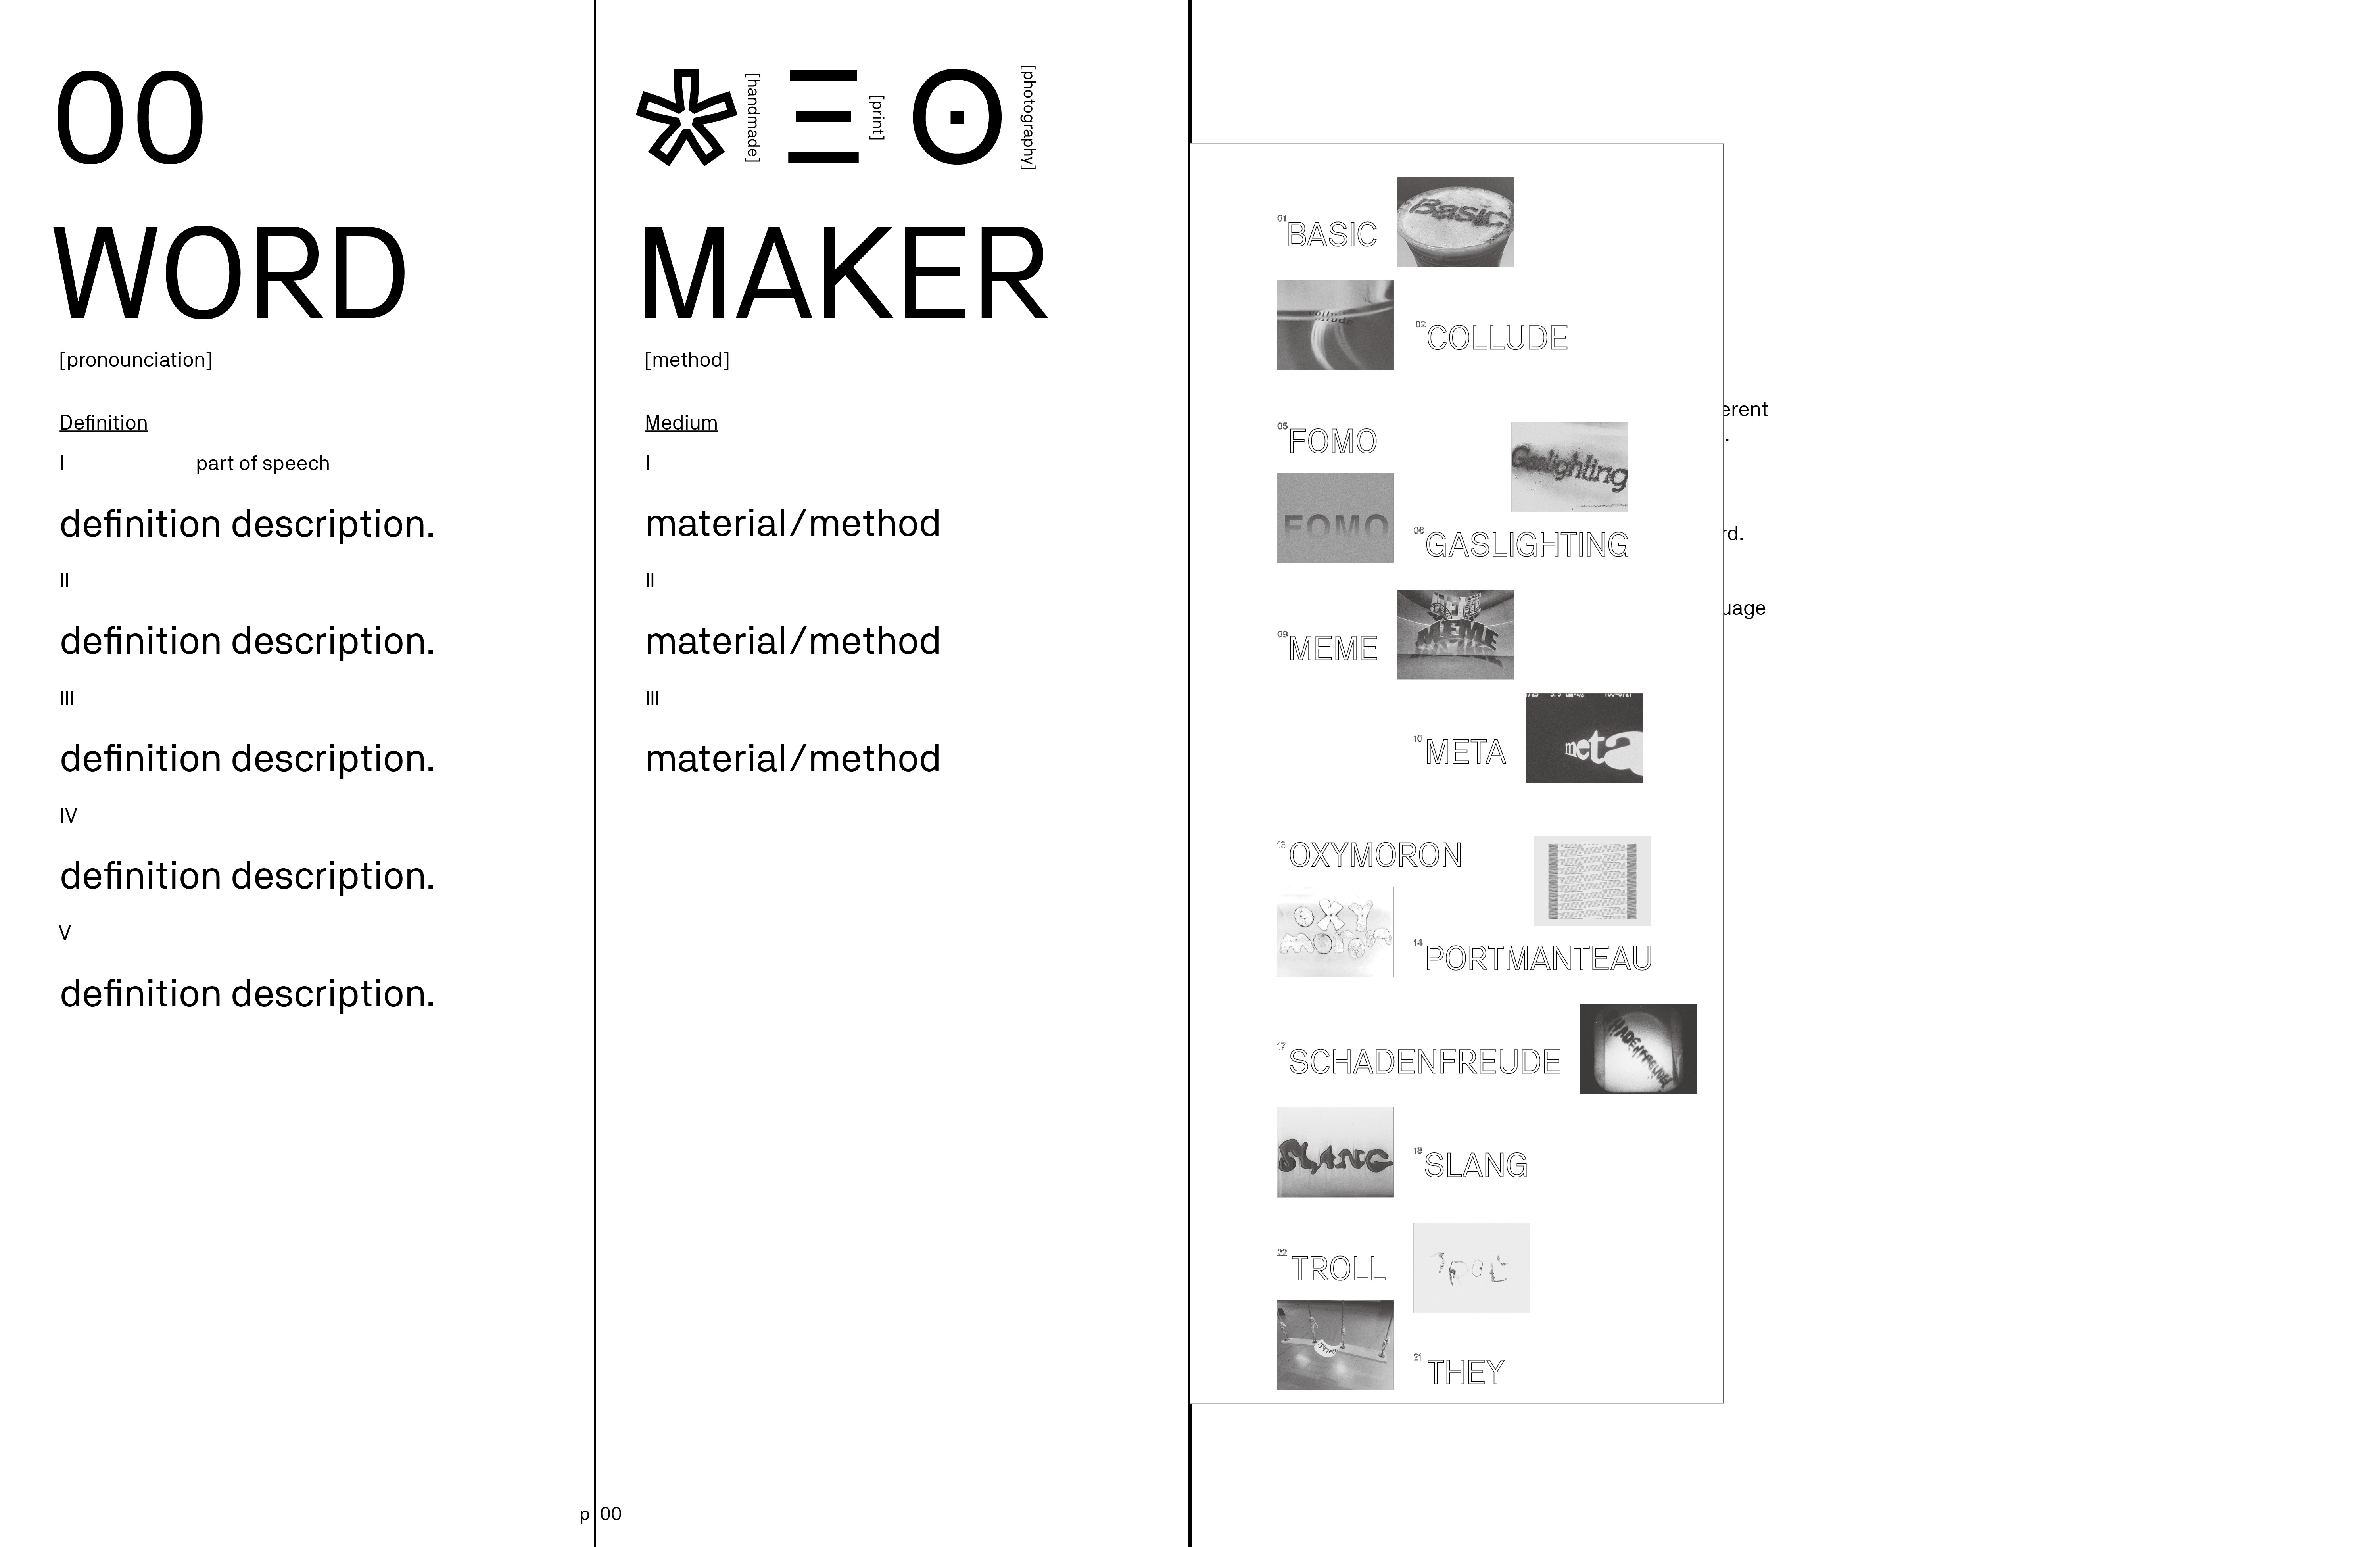 00
WORD
[pronounciation]
Definition
I part of speech
definition description.
II
definition description.
III
definition description.
IV
definition description.
V
definition description.
[handmade]
[print]
[photography]
MAKER
[method]
Medium
I
material/method
II
material/method
III
material/method
p 00
01 BASIC
Basic
collude
02 COLLUDE
05 FOMO
Gaslighting
FOMO
06 GASLIGHTING
09 MEME
MEME
10 META
meta
13 OXYMORON
OXY
moron
14 PORTMANTEAU
17 SCHADENFREUDE
18 SLANG
SLANG
22 TROLL
21 THEY
erent
rd.
uage